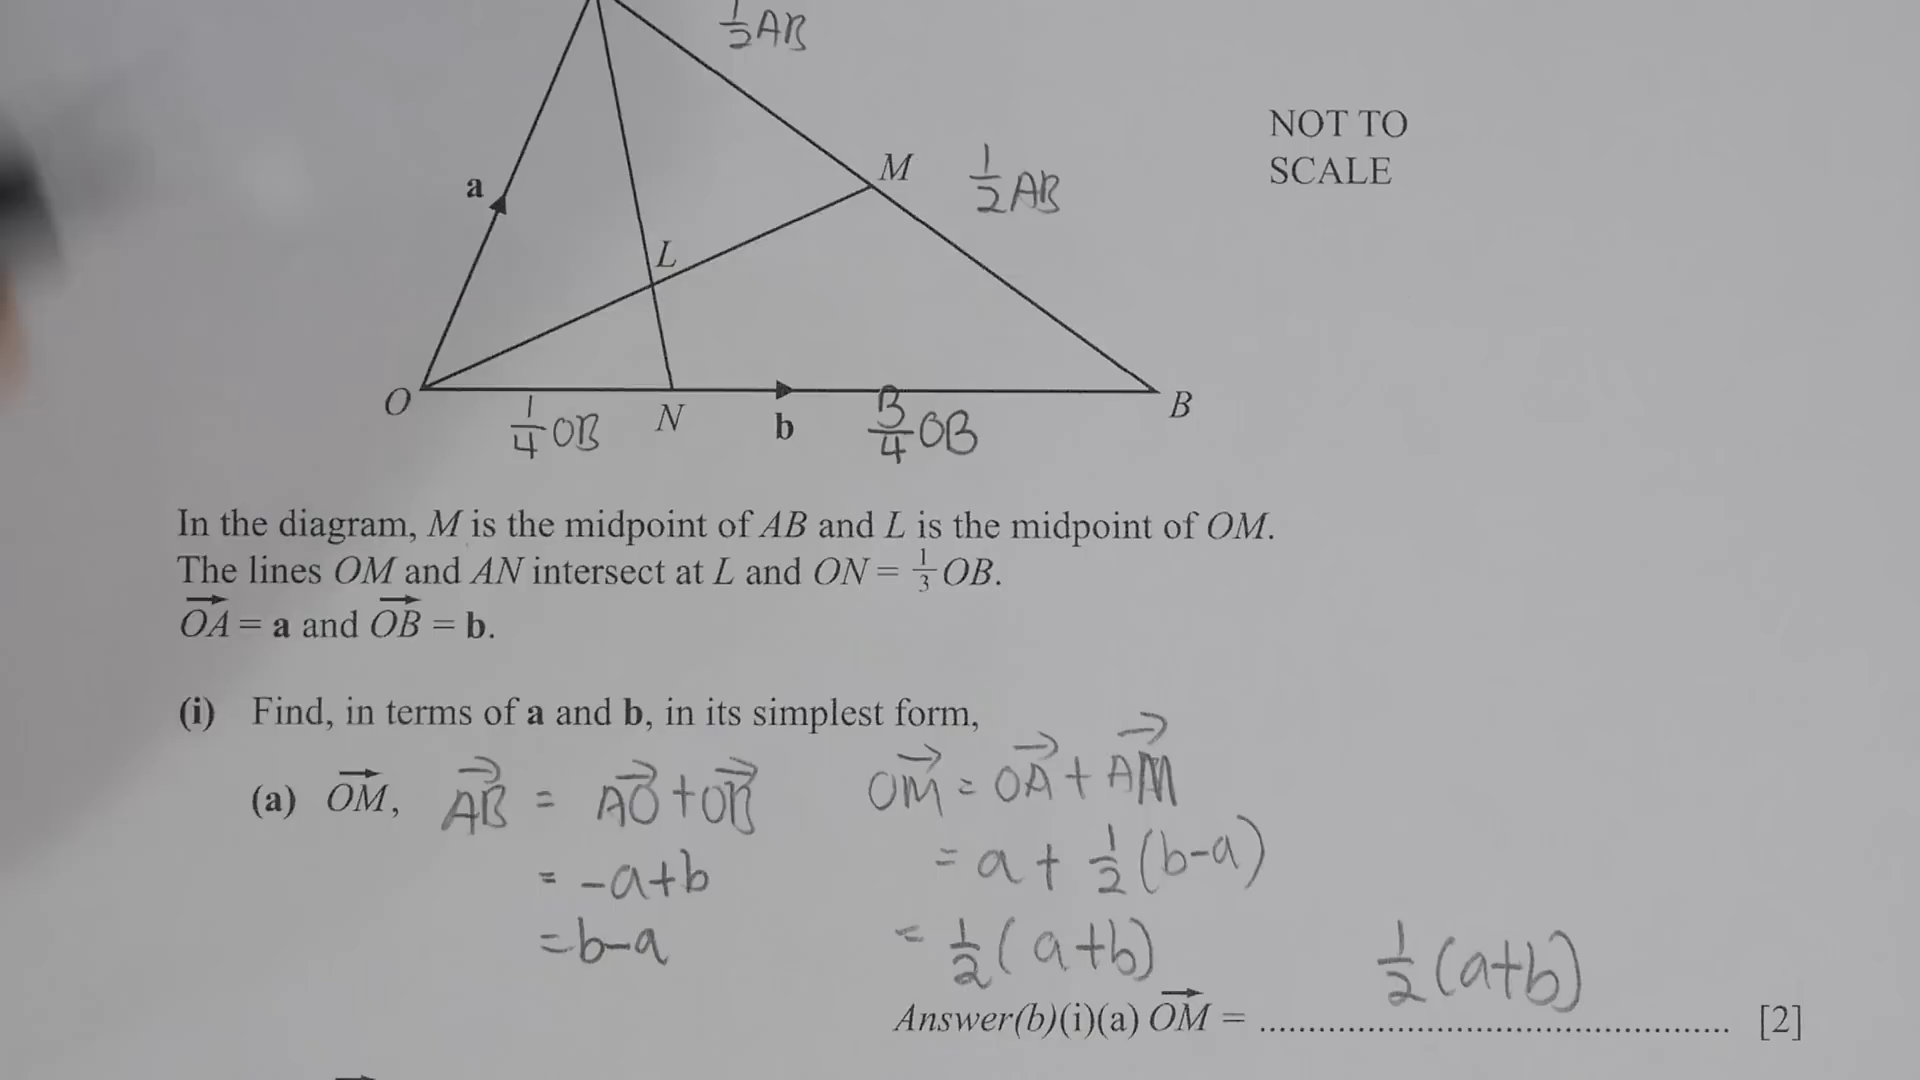 ½AB
NOT TO
SCALE
a
M
½AB
L
O
¼OB
N
b
¾OB
B
In the diagram, M is the midpoint of AB and L is the midpoint of OM.
The lines OM and AN intersect at L and ON = ⅓OB.
→OA = a and →OB = b.
(i) Find, in terms of a and b, in its simplest form,
(a) →OM, →AB = →AO + →OB
= -a+b
= b-a
→OM = →OA + →AM
= a + ½(b-a)
= ½(a+b)
½(a+b)
Answer(b)(i)(a) →OM = ................................................ [2]